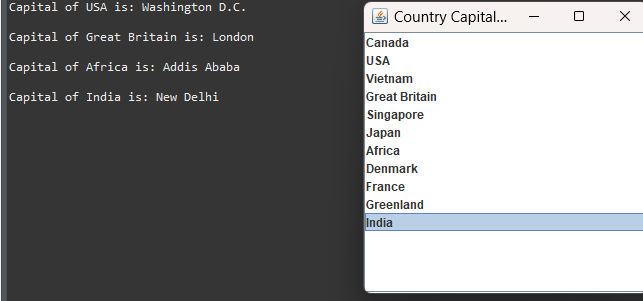 Capital of USA is: Washington D.C.
Capital of Great Britain is: London
Capital of Africa is: Addis Ababa
Capital of India is: New Delhi
Country Capital...
Canada
USA
Vietnam
Great Britain
Singapore
Japan
Africa
Denmark
France
Greenland
India